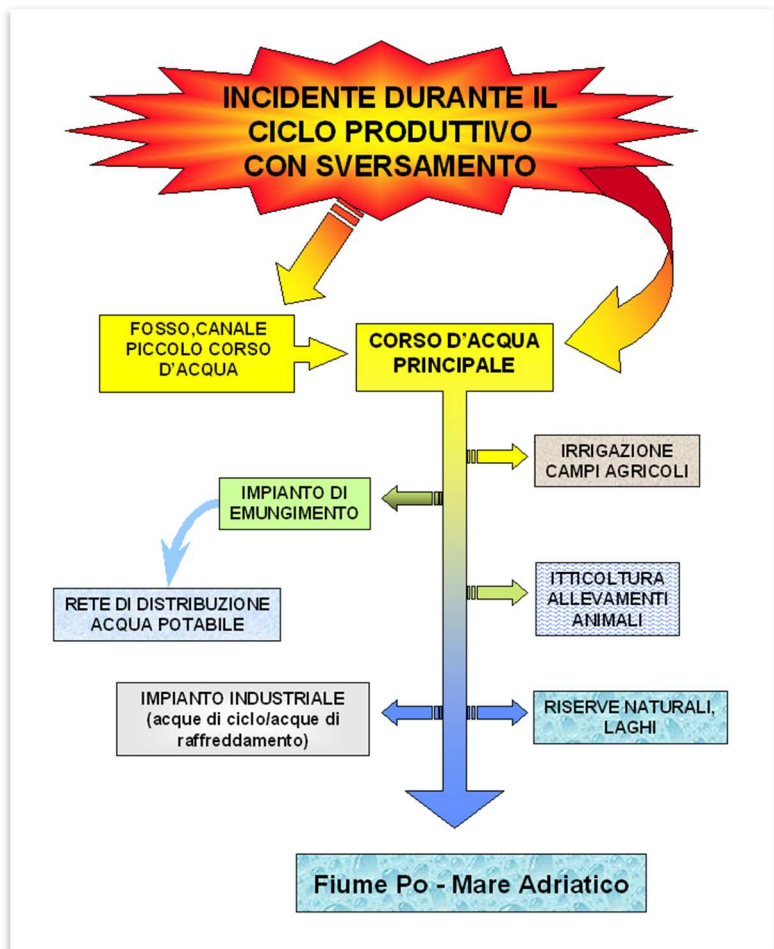 INCIDENTE DURANTE IL
CICLO PRODUTTIVO
CON SVERSAMENTO
FOSSO,CANALE
PICCOLO CORSO
D'ACQUA
CORSO D'ACQUA
PRINCIPALE
IRRIGAZIONE
CAMPI AGRICOLI
IMPIANTO DI
EMUNGIMENTO
ITTICOLTURA
ALLEVAMENTI
ANIMALI
RETE DI DISTRIBUZIONE
ACQUA POTABILE
IMPIANTO INDUSTRIALE
(acque di ciclo/acque di
raffreddamento)
RISERVE NATURALI,
LAGHI
Fiume Po - Mare Adriatico